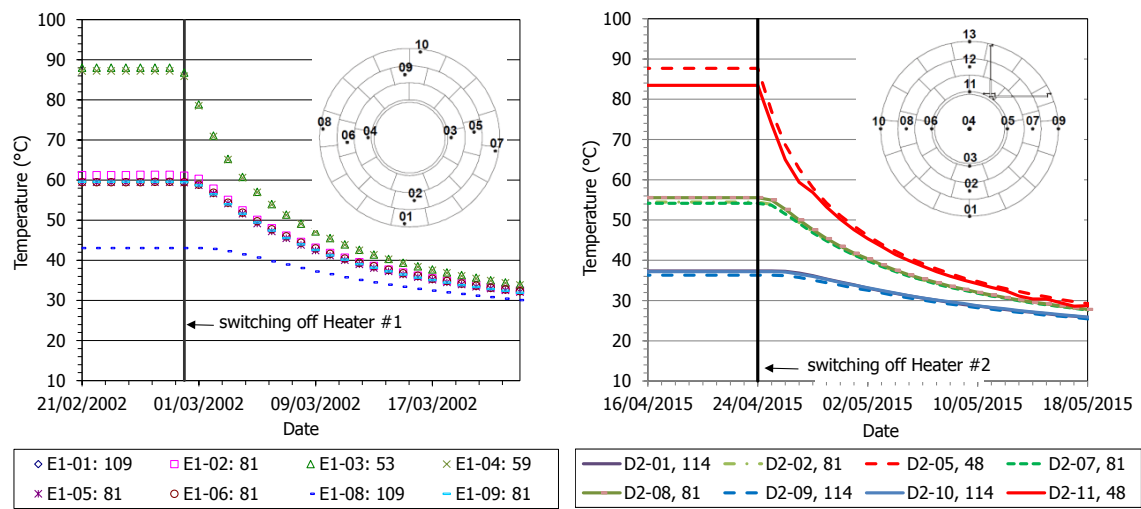 100
90
80
70
60
50
40
30
20
10
Temperature (°C)
21/02/2002 01/03/2002 09/03/2002 17/03/2002
Date
switching off Heater #1
10
09
08
06
04
03
05
07
02
01
E1-01: 109 E1-02: 81 E1-03: 53 E1-04: 59
E1-05: 81 E1-06: 81 E1-08: 109 E1-09: 81
100
90
80
70
60
50
40
30
20
10
Temperature (°C)
16/04/2015 24/04/2015 02/05/2015 10/05/2015 18/05/2015
Date
switching off Heater #2
13
12
11
10 08 06 04 05 07 09
03
02
01
D2-01, 114 D2-02, 81 D2-05, 48 D2-07, 81
D2-08, 81 D2-09, 114 D2-10, 114 D2-11, 48